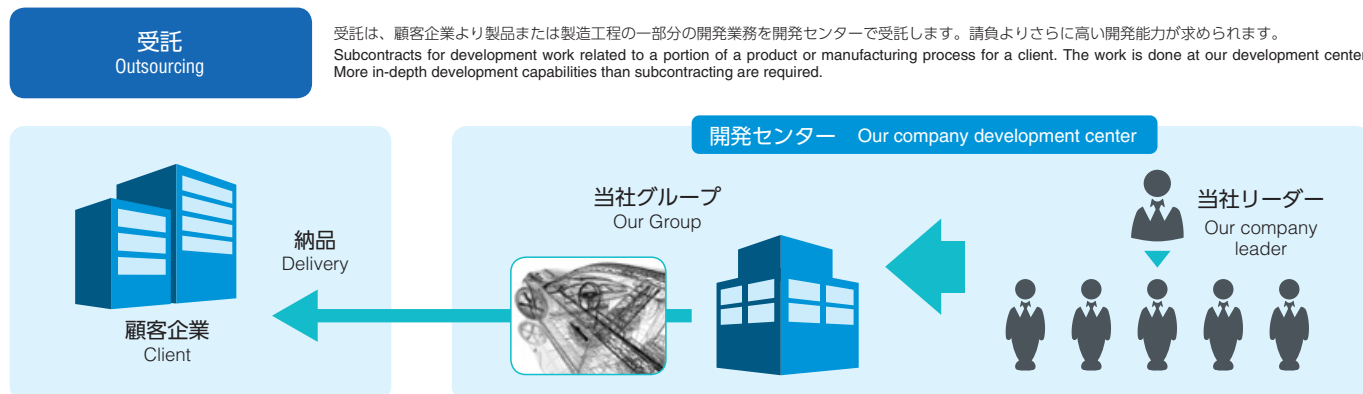 受託
Outsourcing
受託は、顧客企業より製品または製造工程の一部分の開発業務を開発センターで受託します。請負よりさらに高い開発能力が求められます。
Subcontracts for development work related to a portion of a product or manufacturing process for a client. The work is done at our development center
More in-depth development capabilities than subcontracting are required.
開発センター Our company development center
当社グループ
Our Group
当社リーダー
Our company
leader
納品
Delivery
顧客企業
Client